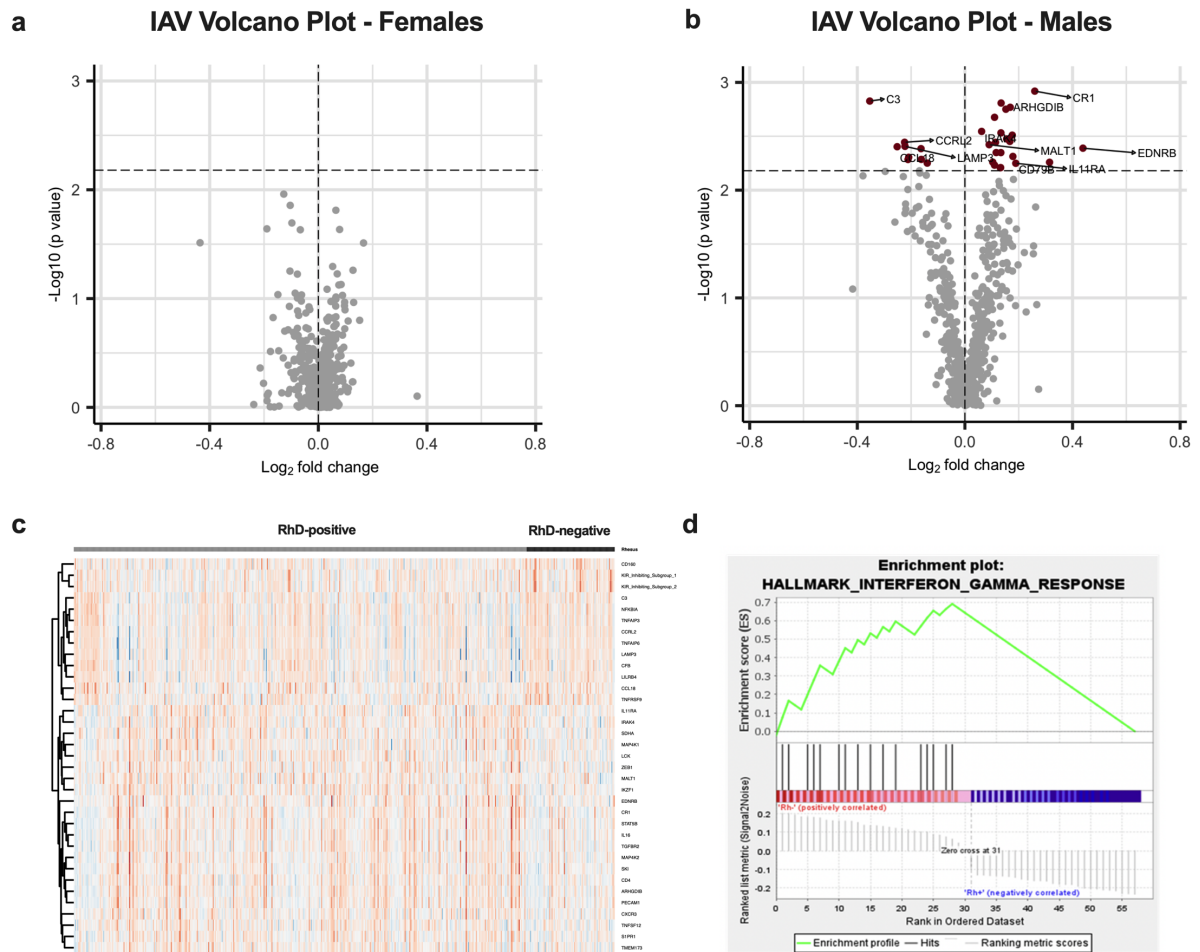 a
IAV Volcano Plot - Females
3
2
1
0
-Log10 (p value)
-0.8
-0.4
0.0
0.4
0.8
Log2 fold change
b
IAV Volcano Plot - Males
3
2
1
0
-Log10 (p value)
C3
CR1
ARHGDIB
CCRL2
MALT1
EDNRB
LAMP3
CD79B
IL11RA
-0.8
-0.4
0.0
0.4
0.8
Log2 fold change
c
RhD-positive
RhD-negative
Rhesus
CD160
KIR_Inhibiting_Subgroup_1
KIR_Inhibiting_Subgroup_2
C3
NFKBIA
TNFAIP3
CCRL2
TNFAIP6
LAMP3
CFB
LILRB4
CCL18
TNFRSF9
IL11RA
IRAK4
SDHA
MAP4K1
LCK
ZEB1
MALT1
IKZF1
EDNRB
CR1
STAT5B
IL16
TGFBR2
MAP4K2
SKI
CD4
ARHGDIB
PECAM1
CXCR3
TNFSF12
S1PR1
TMEM173
d
Enrichment plot:
HALLMARK_INTERFERON_GAMMA_RESPONSE
Enrichment score (ES)
0.7
0.6
0.5
0.4
0.3
0.2
0.1
0.0
'Rh-' (positively correlated)
Ranked list metric (Signal2Noise)
0.2
0.1
0.0
-0.1
-0.2
Zero cross at 31
'Rh+' (negatively correlated)
0 5 10 15 20 25 30 35 40 45 50 55
Rank in Ordered Dataset
Enrichment profile Hits Ranking metric scores